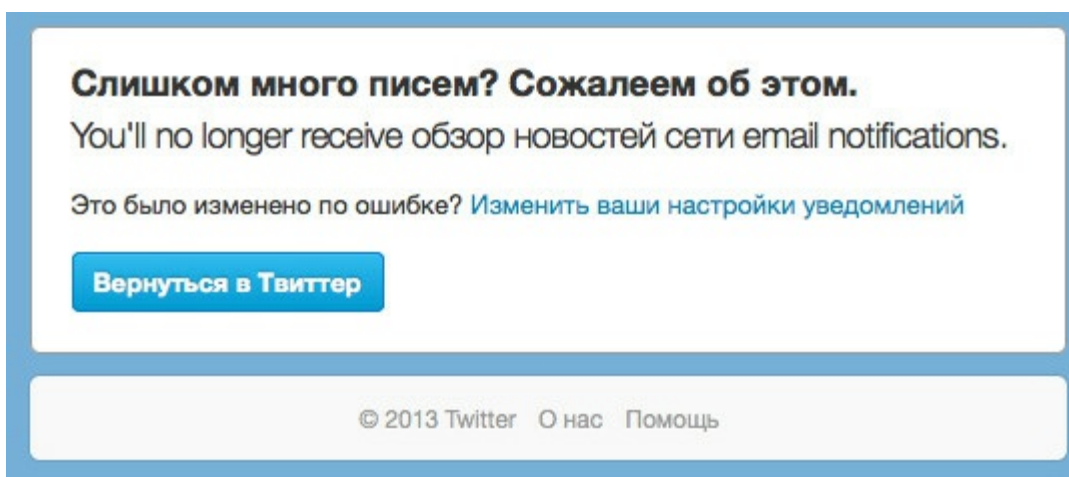 Слишком много писем? Сожалеем об этом.
You'll no longer receive обзор новостей сети email notifications.
Это было изменено по ошибке? Изменить ваши настройки уведомлений
Вернуться в Твиттер
© 2013 Twitter О нас Помощь